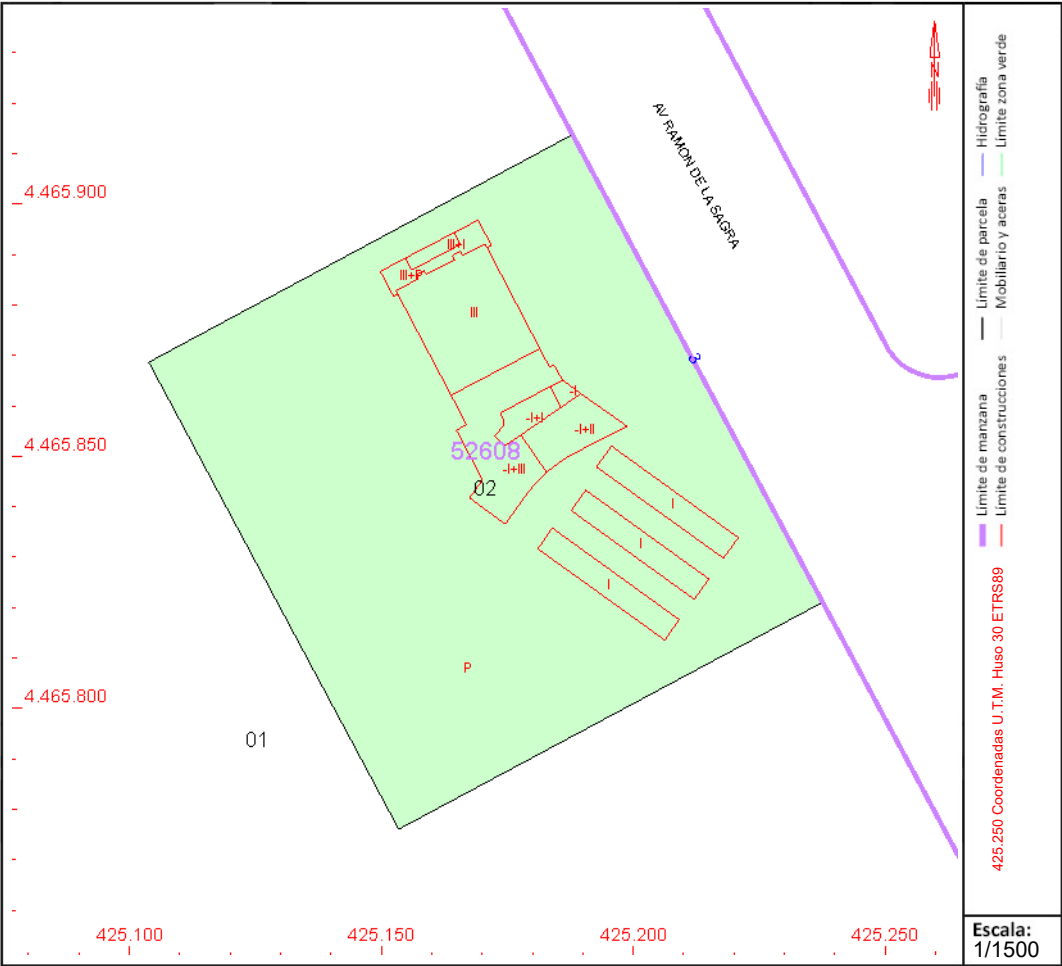 4.465.900
4.465.850
4.465.800
425.100
425.150
425.200
425.250
AV RAMON DE LA SAGRA
3
III+I
III+P
III
-I
-I+I
-I+II
-I+III
52608
02
I
I
I
P
01
N
Límite de manzana
Límite de construcciones
Límite de parcela
Mobiliario y aceras
Hidrografía
Límite zona verde
425.250 Coordenadas U.T.M. Huso 30 ETRS89
Escala:
1/1500